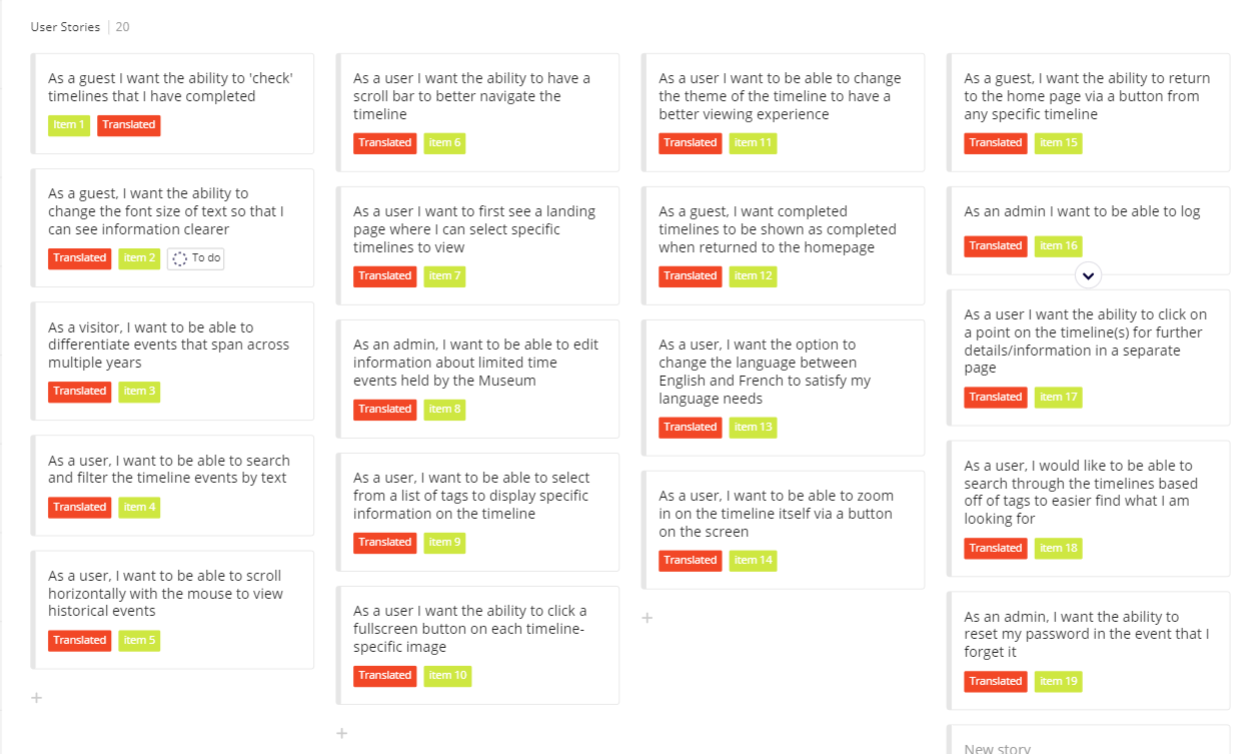 User Stories | 20
As a guest I want the ability to 'check'
timelines that I have completed
Item 1 Translated
As a guest, I want the ability to
change the font size of text so that I
can see information clearer
Translated item 2 To do
As a visitor, I want to be able to
differentiate events that span across
multiple years
Translated item 3
As a user, I want to be able to search
and filter the timeline events by text
Translated item 4
As a user, I want to be able to scroll
horizontally with the mouse to view
historical events
Translated item 5
+
As a user I want the ability to have a
scroll bar to better navigate the
timeline
Translated item 6
As a user I want to first see a landing
page where I can select specific
timelines to view
Translated item 7
As an admin, I want to be able to edit
information about limited time
events held by the Museum
Translated item 8
As a user, I want to be able to select
from a list of tags to display specific
information on the timeline
Translated item 9
As a user I want the ability to click a
fullscreen button on each timeline-
specific image
Translated item 10
+
As a user I want to be able to change
the theme of the timeline to have a
better viewing experience
Translated item 11
As a guest, I want completed
timelines to be shown as completed
when returned to the homepage
Translated item 12
As a user, I want the option to
change the language between
English and French to satisfy my
language needs
Translated item 13
As a user, I want to be able to zoom
in on the timeline itself via a button
on the screen
Translated item 14
+
As a guest, I want the ability to return
to the home page via a button from
any specific timeline
Translated item 15
As an admin I want to be able to log
Translated item 16
As a user I want the ability to click on
a point on the timeline(s) for further
details/information in a separate
page
Translated item 17
As a user, I would like to be able to
search through the timelines based
off of tags to easier find what I am
looking for
Translated item 18
As an admin, I want the ability to
reset my password in the event that I
forget it
Translated item 19
New story